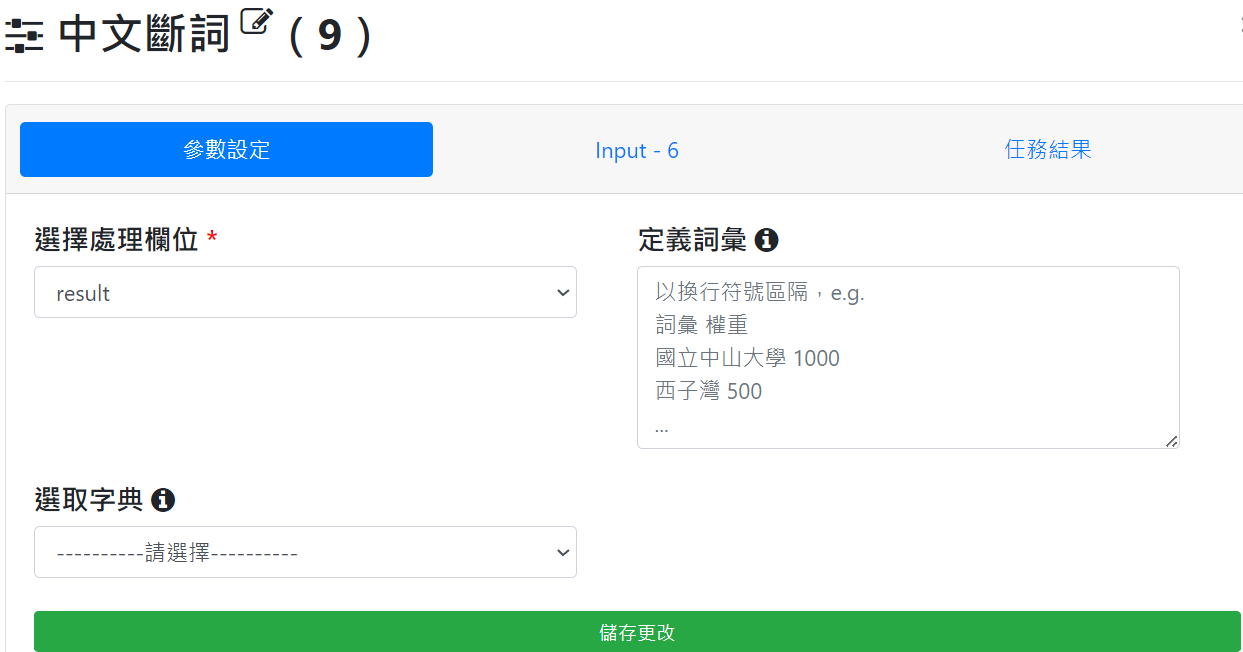 中文斷詞 ( 9 )
參數設定
Input - 6
任務結果
選擇處理欄位 *
result
定義詞彙
以換行符號區隔，e.g.
詞彙 權重
國立中山大學 1000
西子灣 500
...
選取字典
----------請選擇----------
儲存更改